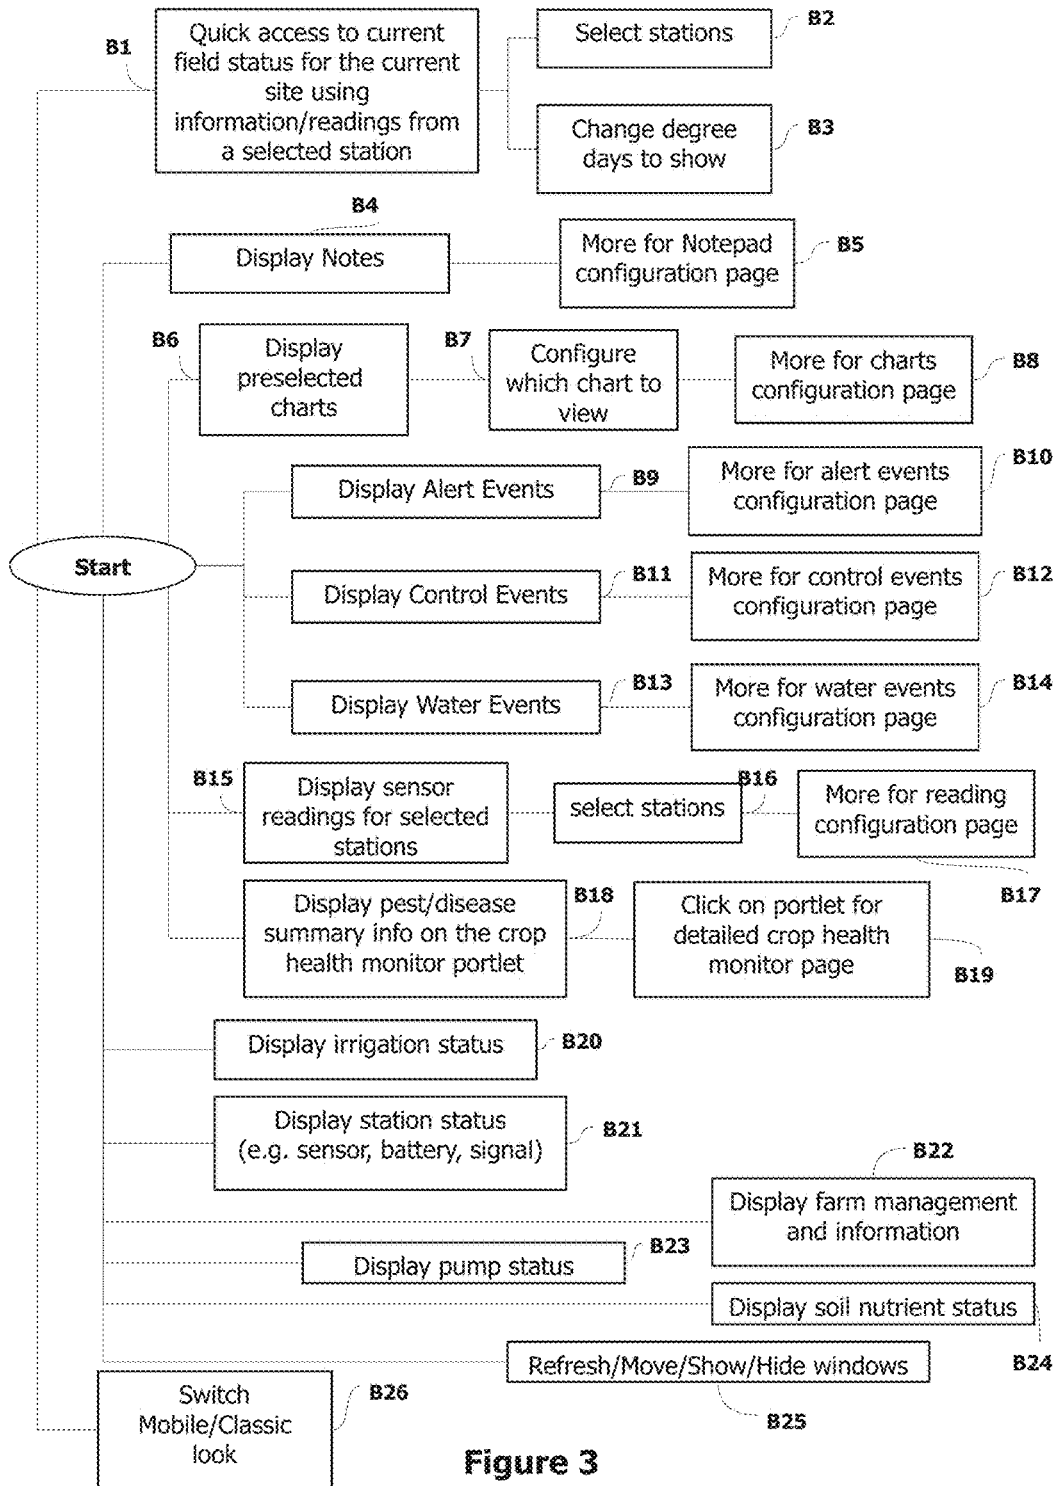 B1
Quick access to current
field status for the current
site using
information/readings from
a selected station
Select stations
B2
Change degree
days to show
B3
B4
Display Notes
More for Notepad
configuration page
B5
B6
Display
preselected
charts
B7
Configure
which chart to
view
More for charts
configuration page
B8
Display Alert Events
B9
More for alert events
configuration page
B10
Start
Display Control Events
B11
More for control events
configuration page
B12
Display Water Events
B13
More for water events
configuration page
B14
B15
Display sensor
readings for selected
stations
select stations
B16
More for reading
configuration page
B17
Display pest/disease
summary info on the crop
health monitor portlet
B18
Click on portlet for
detailed crop health
monitor page
B19
Display irrigation status
B20
Display station status
(e.g. sensor, battery, signal)
B21
B22
Display farm management
and information
Display pump status
B23
Display soil nutrient status
B24
Refresh/Move/Show/Hide windows
B25
Switch
Mobile/Classic
look
B26
Figure 3